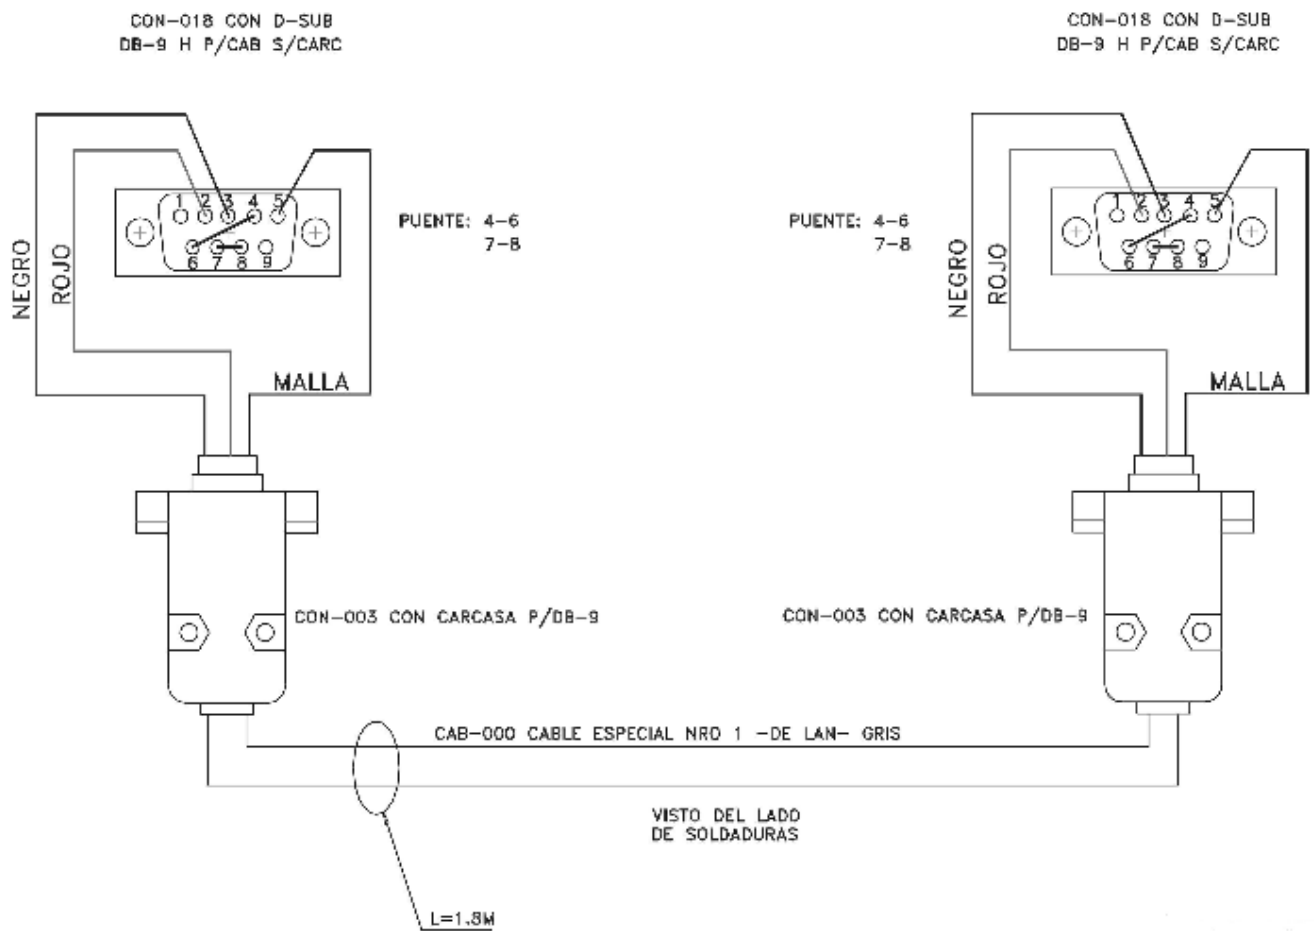 CON-018 CON D-SUB
DB-9 H P/CAB S/CARC
CON-018 CON D-SUB
DB-9 H P/CAB S/CARC
1 2 3 4 5
6 7 8 9
PUENTE: 4-6
7-8
NEGRO
ROJO
MALLA
PUENTE: 4-6
7-8
1 2 3 4 5
6 7 8 9
NEGRO
ROJO
MALLA
CON-003 CON CARCASA P/DB-9
CON-003 CON CARCASA P/DB-9
CAB-000 CABLE ESPECIAL NRO 1 -DE LAN- GRIS
VISTO DEL LADO
DE SOLDADURAS
L=1.8M